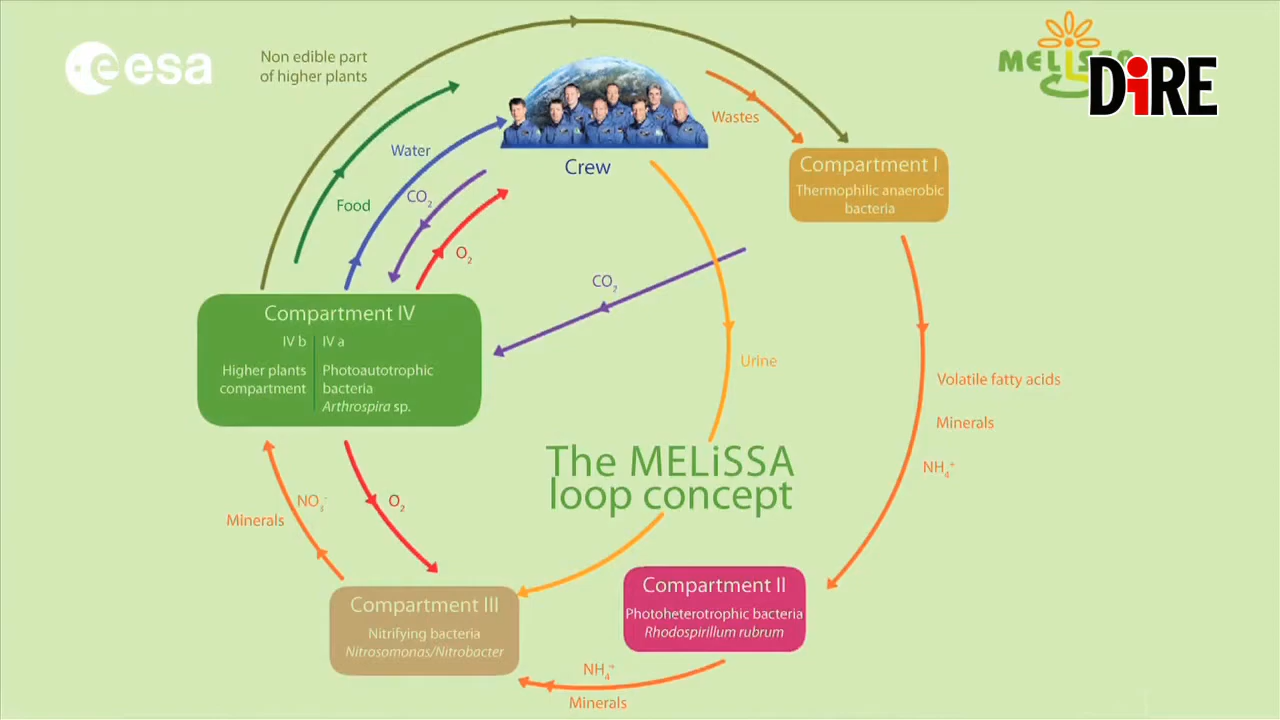 esa
Non edible part
of higher plants
MELiSS
DiRE
Wastes
Water
Crew
Compartment I
Thermophilic anaerobic
bacteria
CO2
Food
O2
CO2
Compartment IV
IV b
IV a
Higher plants
compartment
Photoautotrophic
bacteria
Arthrospira sp.
Urine
Volatile fatty acids
Minerals
NH4+
The MELiSSA
loop concept
NO
Minerals
O2
Compartment III
Nitrifying bacteria
Nitrosomonas/Nitrobacter
Compartment II
Photoheterotrophic bacteria
Rhodospirillum rubrum
NH4+
Minerals